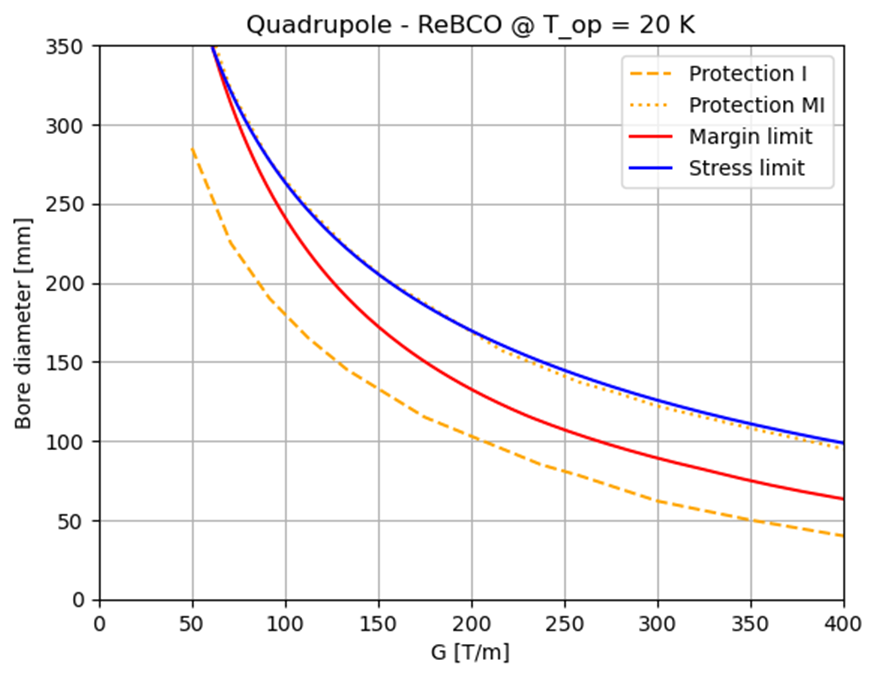 Quadrupole - ReBCO @ T_op = 20 K
Protection I
Protection MI
Margin limit
Stress limit
Bore diameter [mm]
350
300
250
200
150
100
50
0
0 50 100 150 200 250 300 350 400
G [T/m]